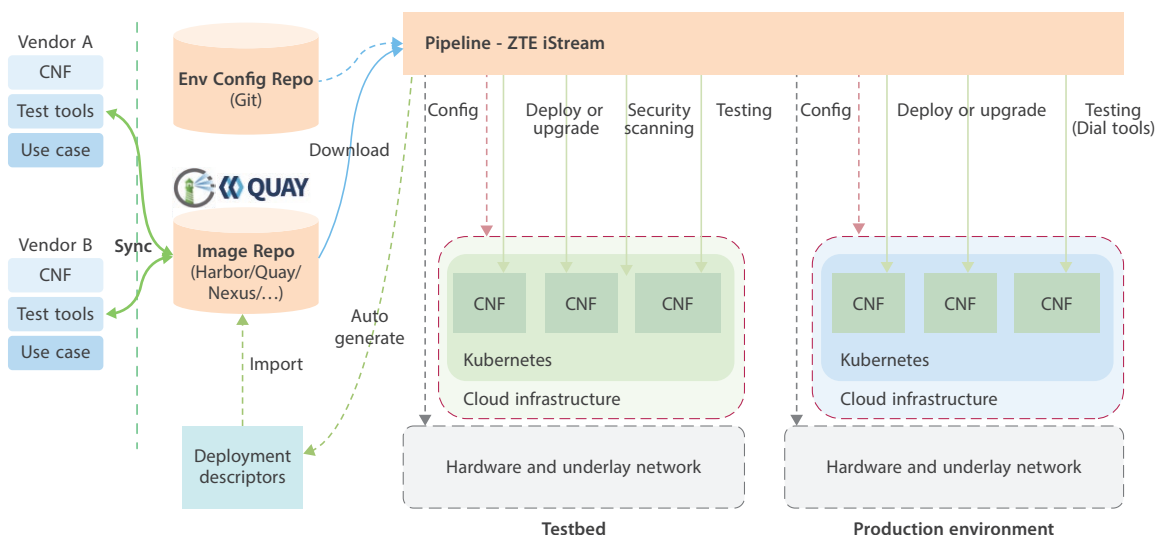 Vendor A
CNF
Test tools
Use case
Vendor B
CNF
Test tools
Use case
Sync
Env Config Repo
(Git)
Download
QUAY
Image Repo
(Harbor/Quay/
Nexus/…)
Import
Auto
generate
Deployment
descriptors
Pipeline - ZTE iStream
Config
Deploy or
upgrade
Security
scanning
Testing
CNF
CNF
CNF
Kubernetes
Cloud infrastructure
Hardware and underlay network
Testbed
Config
Deploy or upgrade
Testing
(Dial tools)
CNF
CNF
CNF
Kubernetes
Cloud infrastructure
Hardware and underlay network
Production environment